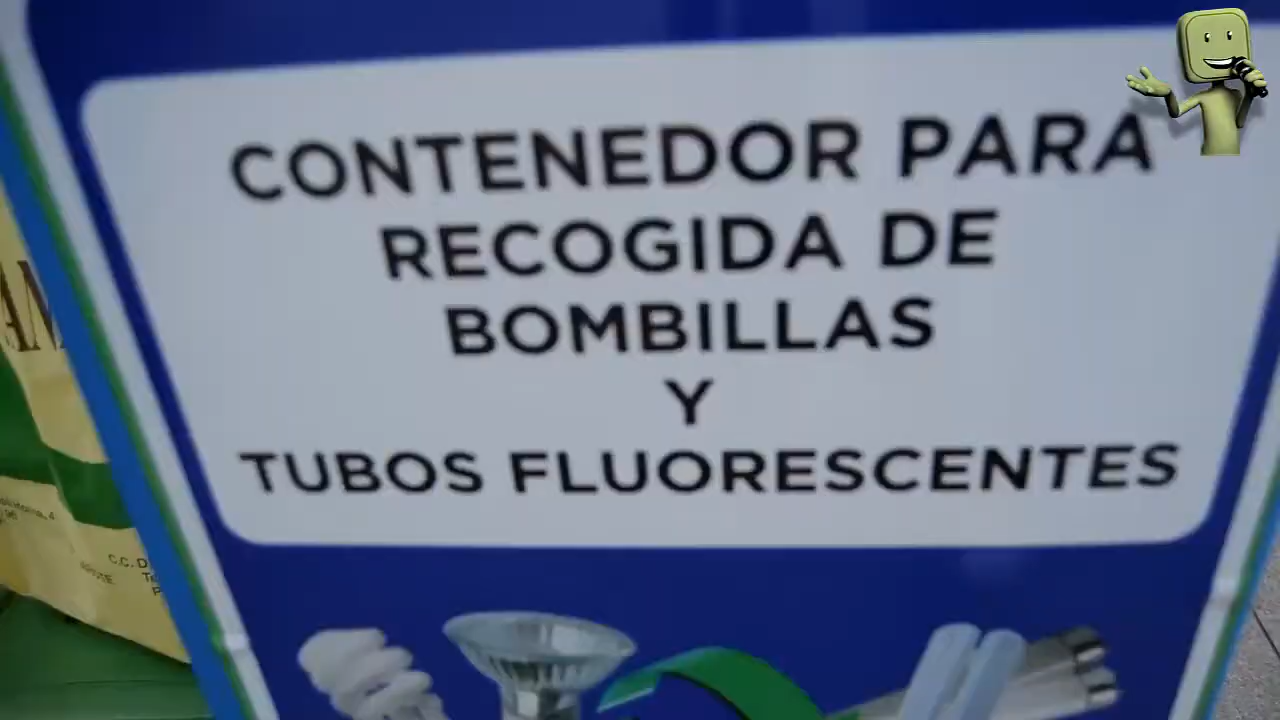 CONTENEDOR PARA
RECOGIDA DE
BOMBILLAS
Y
TUBOS FLUORESCENTES
C.C.